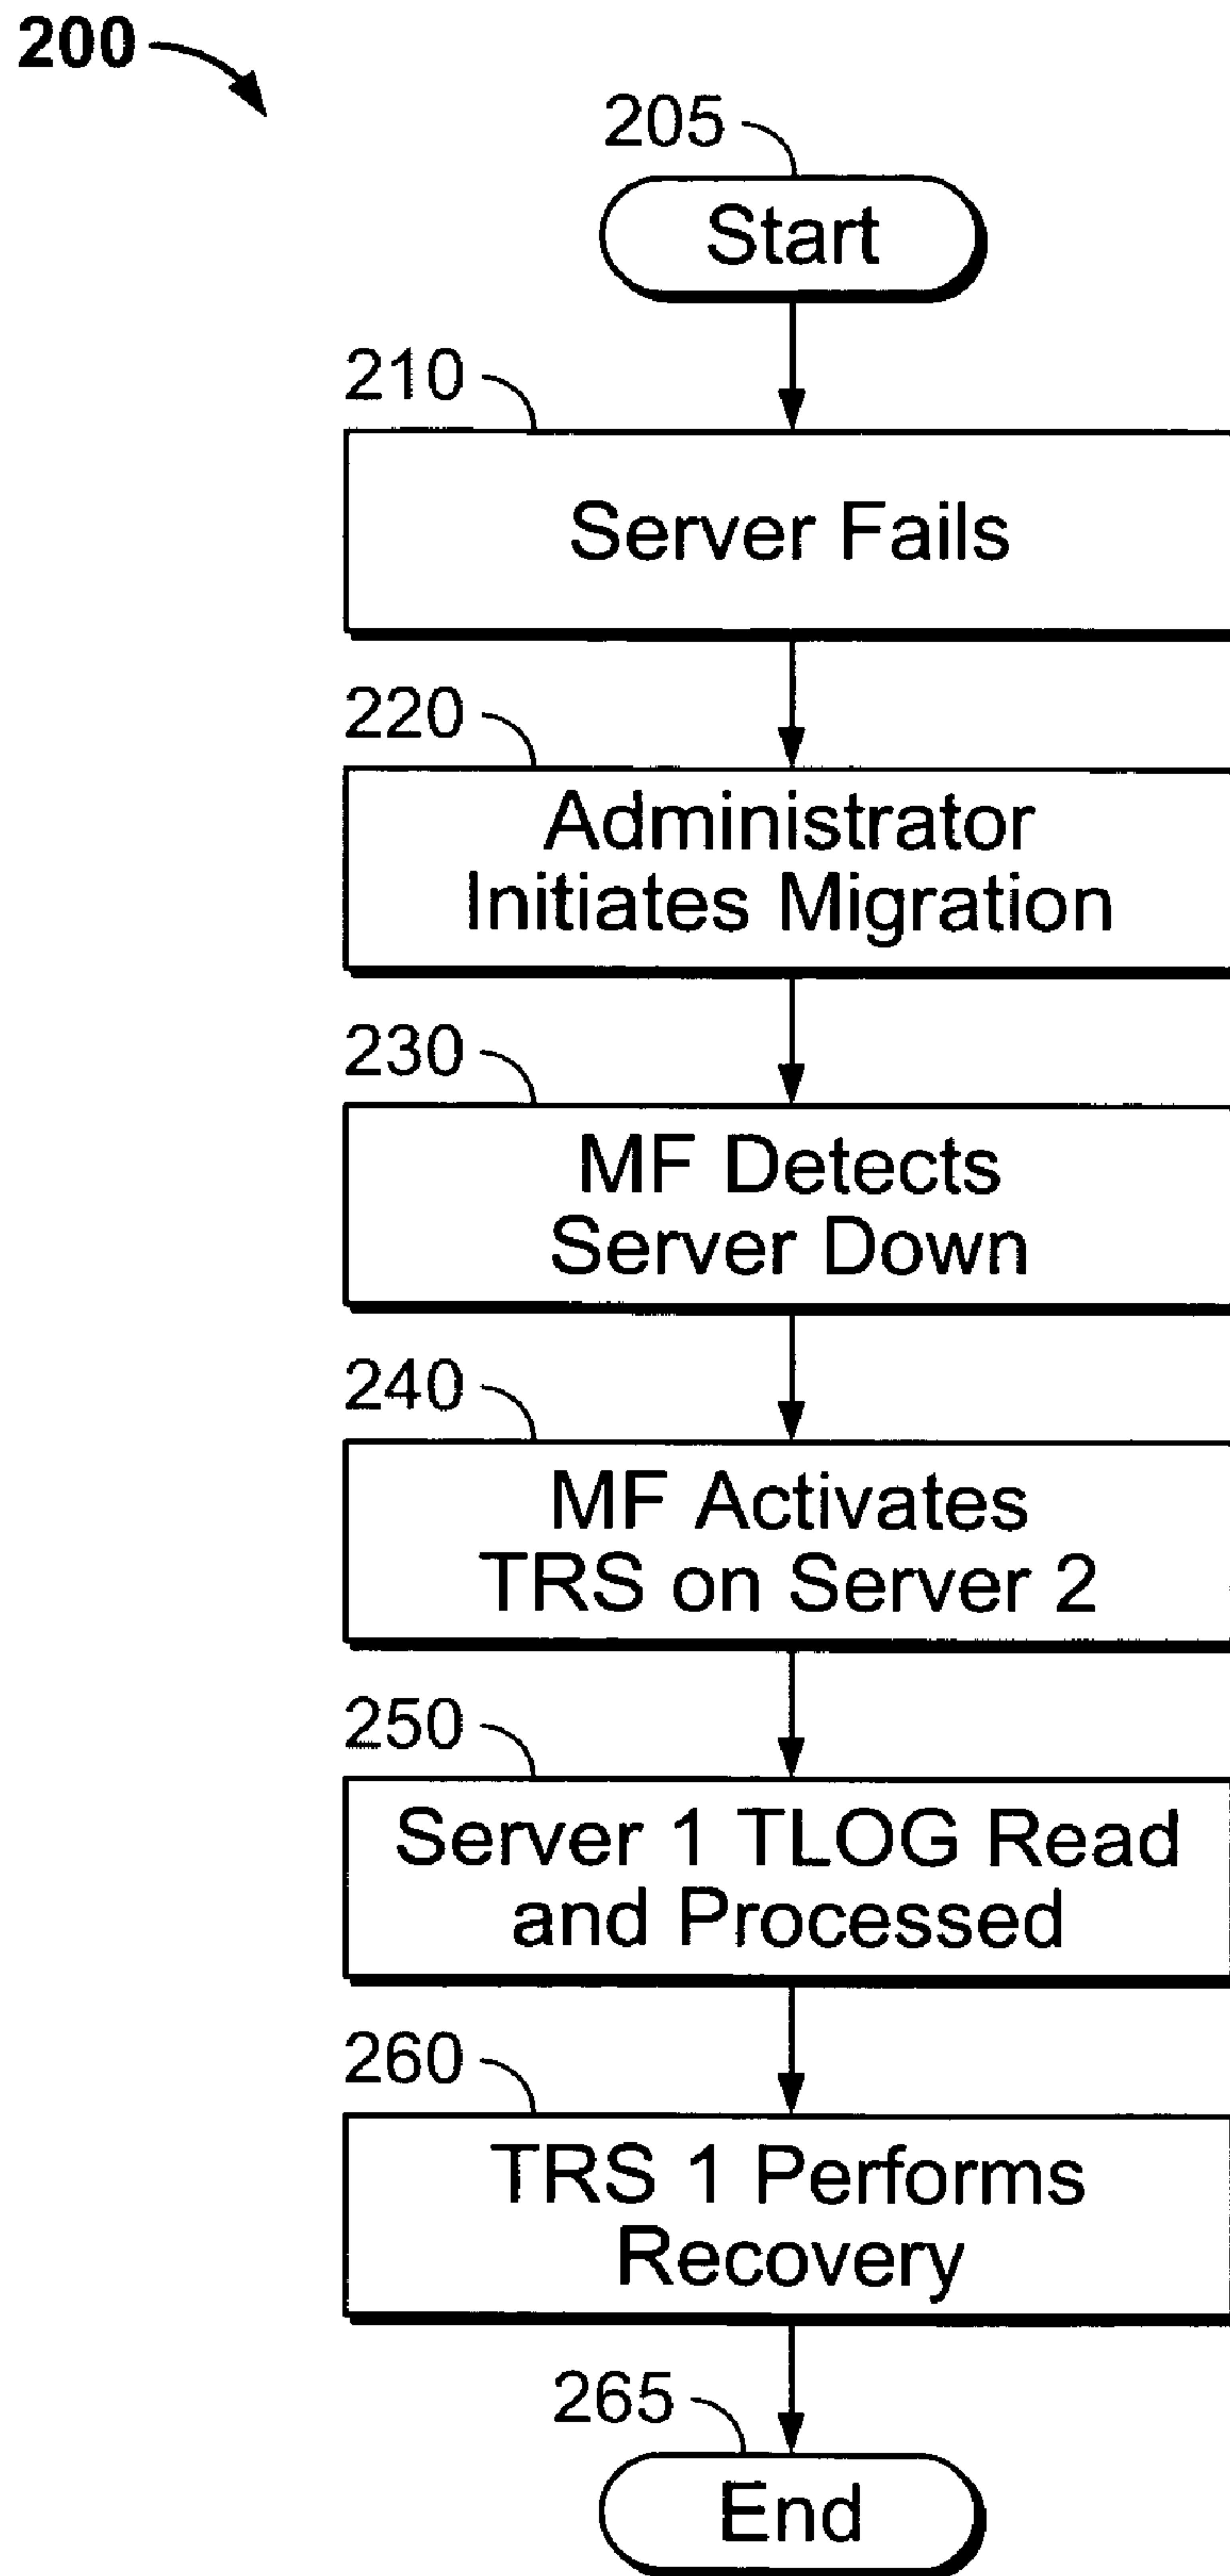 200
205
Start
210
Server Fails
220
Administrator
Initiates Migration
230
MF Detects
Server Down
240
MF Activates
TRS on Server 2
250
Server 1 TLOG Read
and Processed
260
TRS 1 Performs
Recovery
265
End